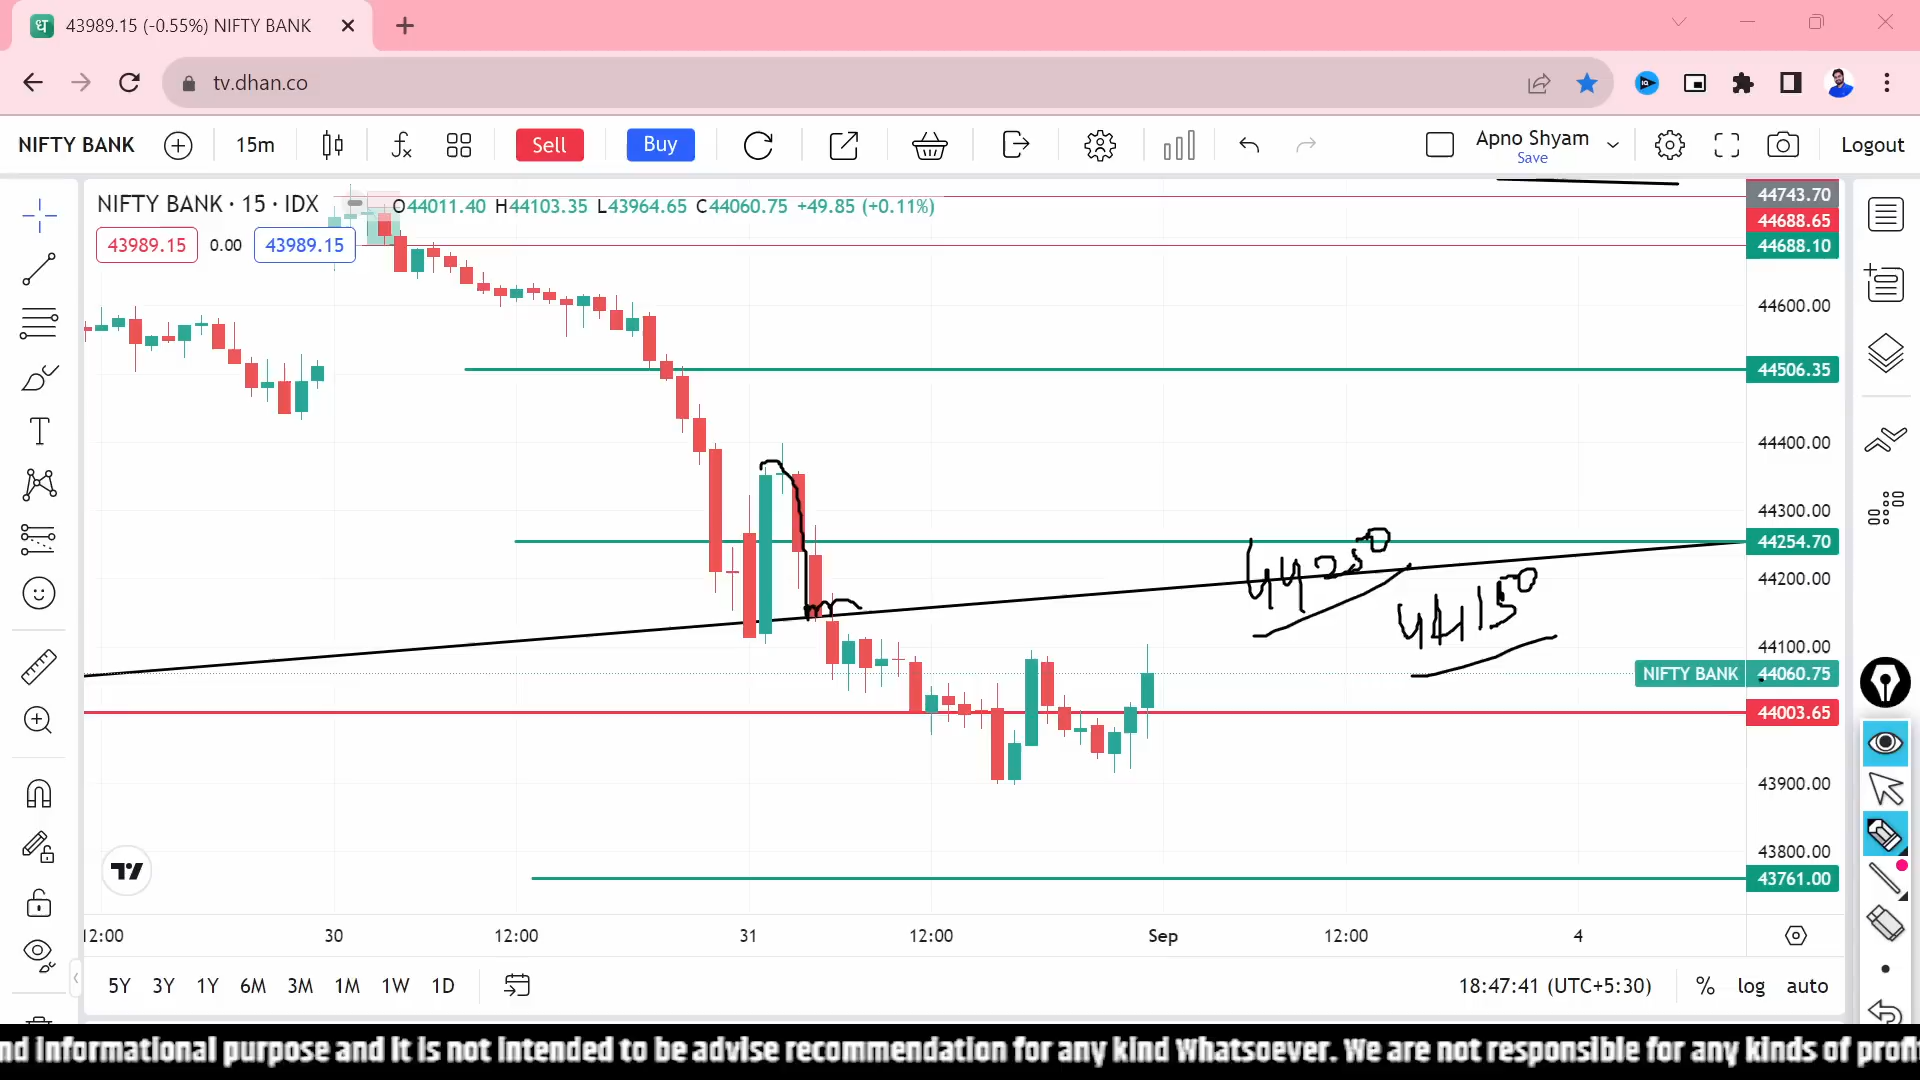 43989.15 (-0.55%) NIFTY BANK
tv.dhan.co
NIFTY BANK 15m Sell Buy Apno Shyam Save Logout
NIFTY BANK · 15 · IDX O44011.40 H44103.35 L43964.65 C44060.75 +49.85 (+0.11%)
43989.15 0.00 43989.15
44743.70
44688.65
44688.10
44600.00
44506.35
44400.00
44300.00
44254.70
44250
44200.00
44150
44100.00
NIFTY BANK 44060.75
44003.65
43900.00
43800.00
43761.00
12:00 30 12:00 31 12:00 Sep 12:00 4
5Y 3Y 1Y 6M 3M 1M 1W 1D 18:47:41 (UTC+5:30) % log auto
nd informational purpose and it is not intended to be advise recommendation for any kind Whatsoever. We are not responsible for any kinds of profi